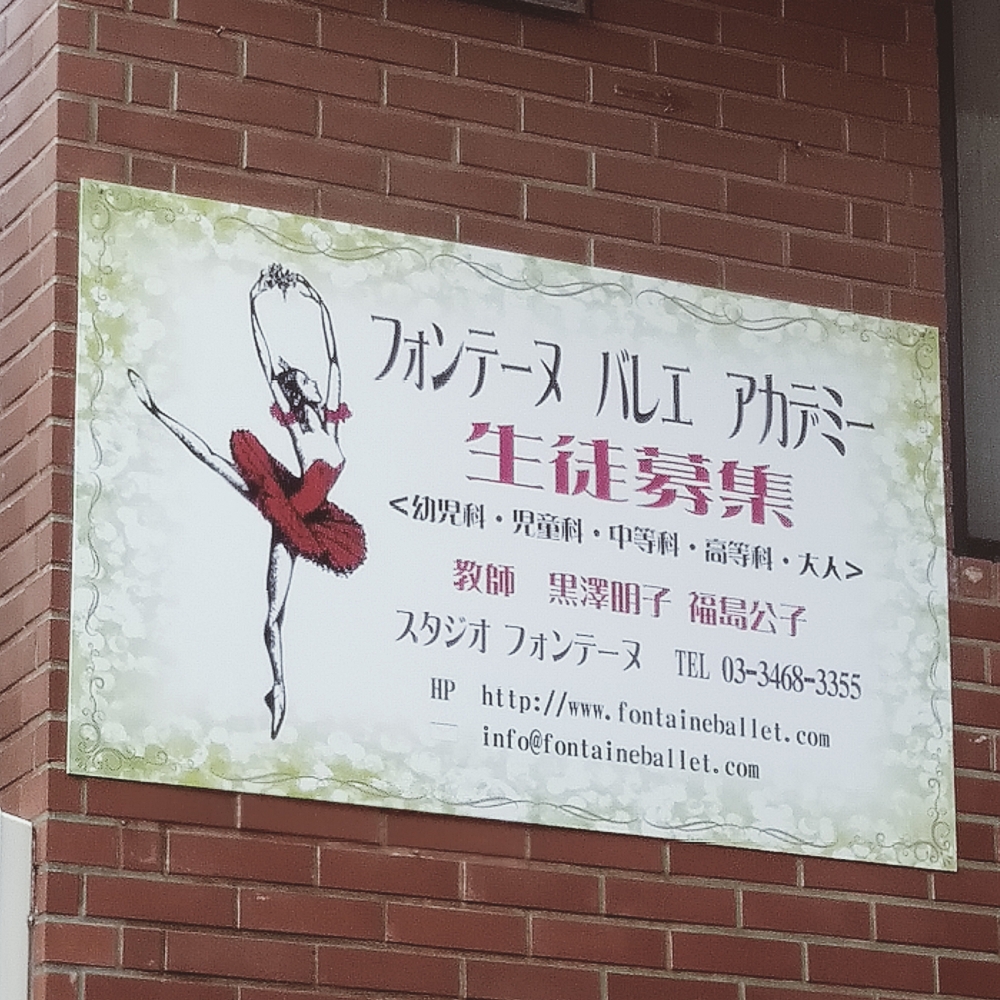 フォンテーヌ バレエ アカデミー
生徒募集
<幼児科・児童科・中等科・高等科・大人>
教師　黒澤明子 福島公子
スタジオ フォンテーヌ　TEL 03-3468-3355
HP　http://www.fontaineballet.com
info@fontaineballet.com